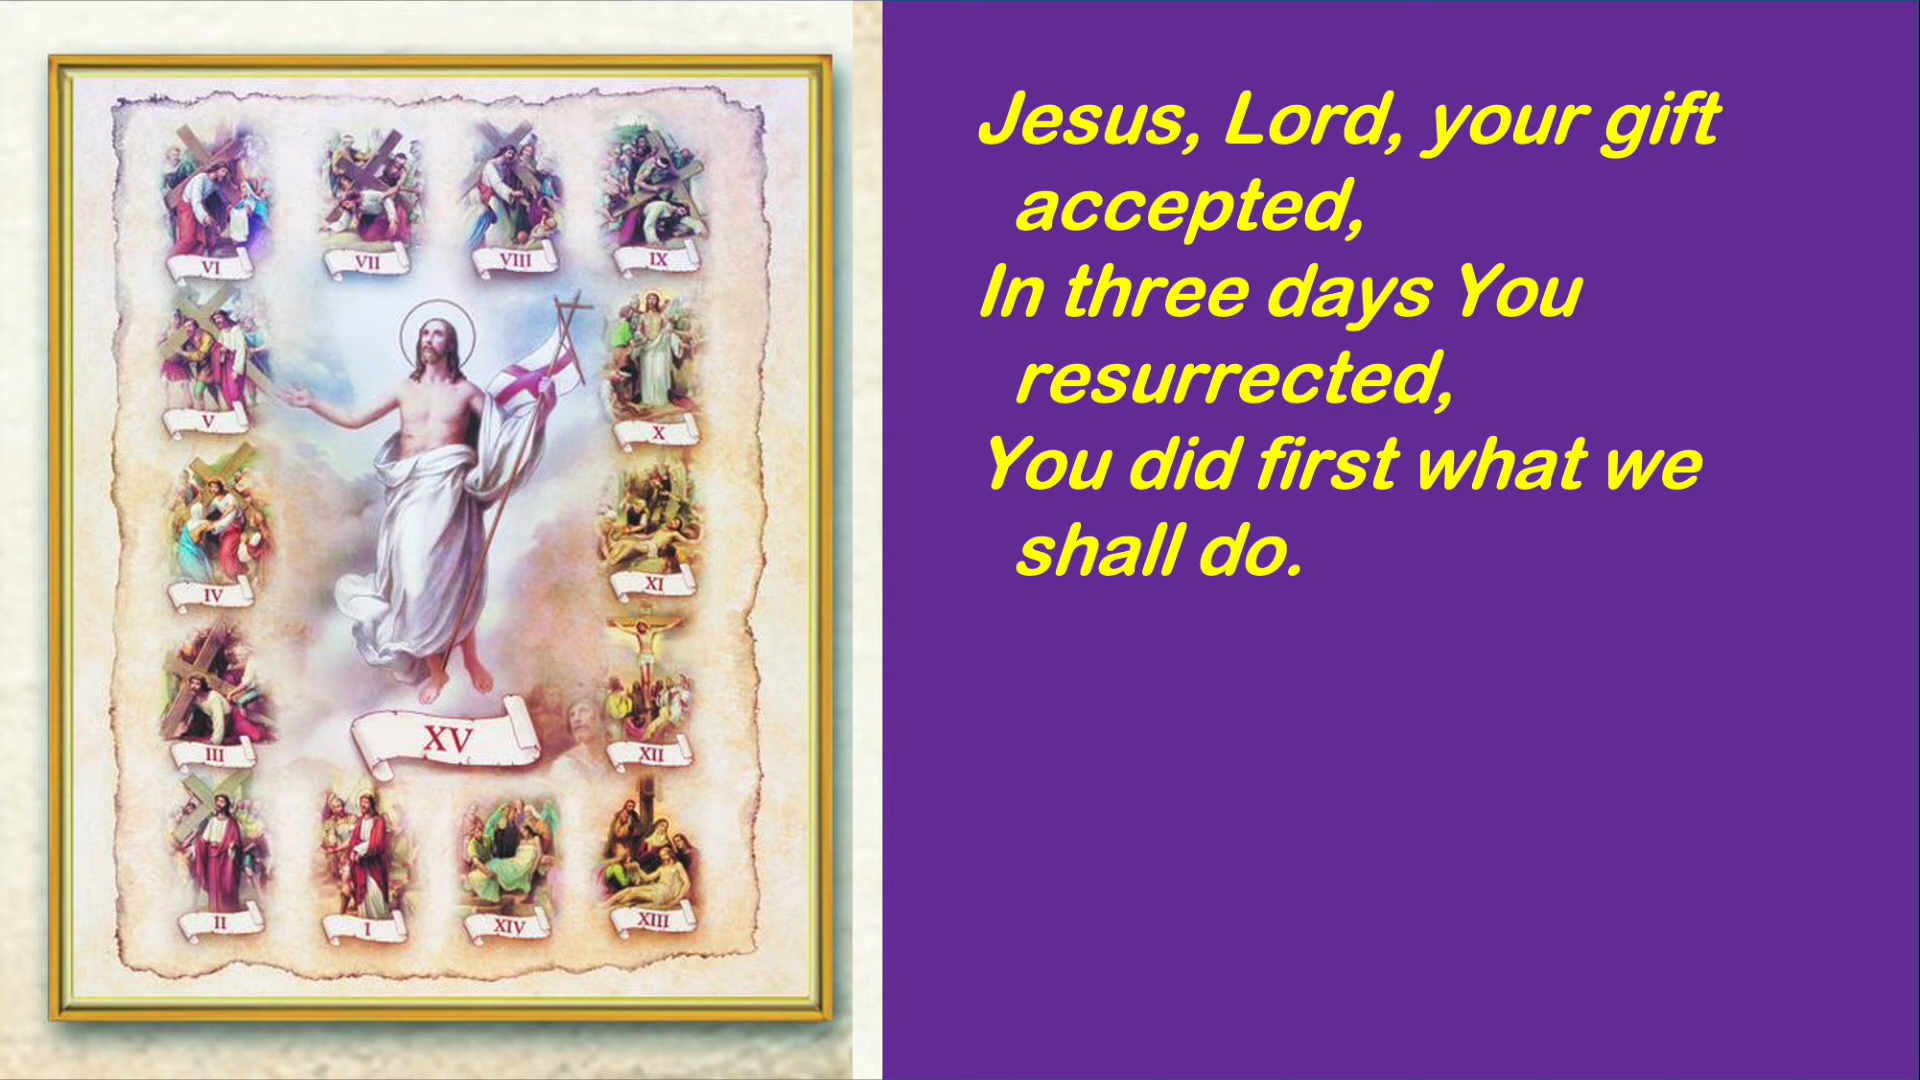 VI VII VIII IX
V X
IV XI
III XV XII
II I XIV XIII
Jesus, Lord, your gift
accepted,
In three days You
resurrected,
You did first what we
shall do.